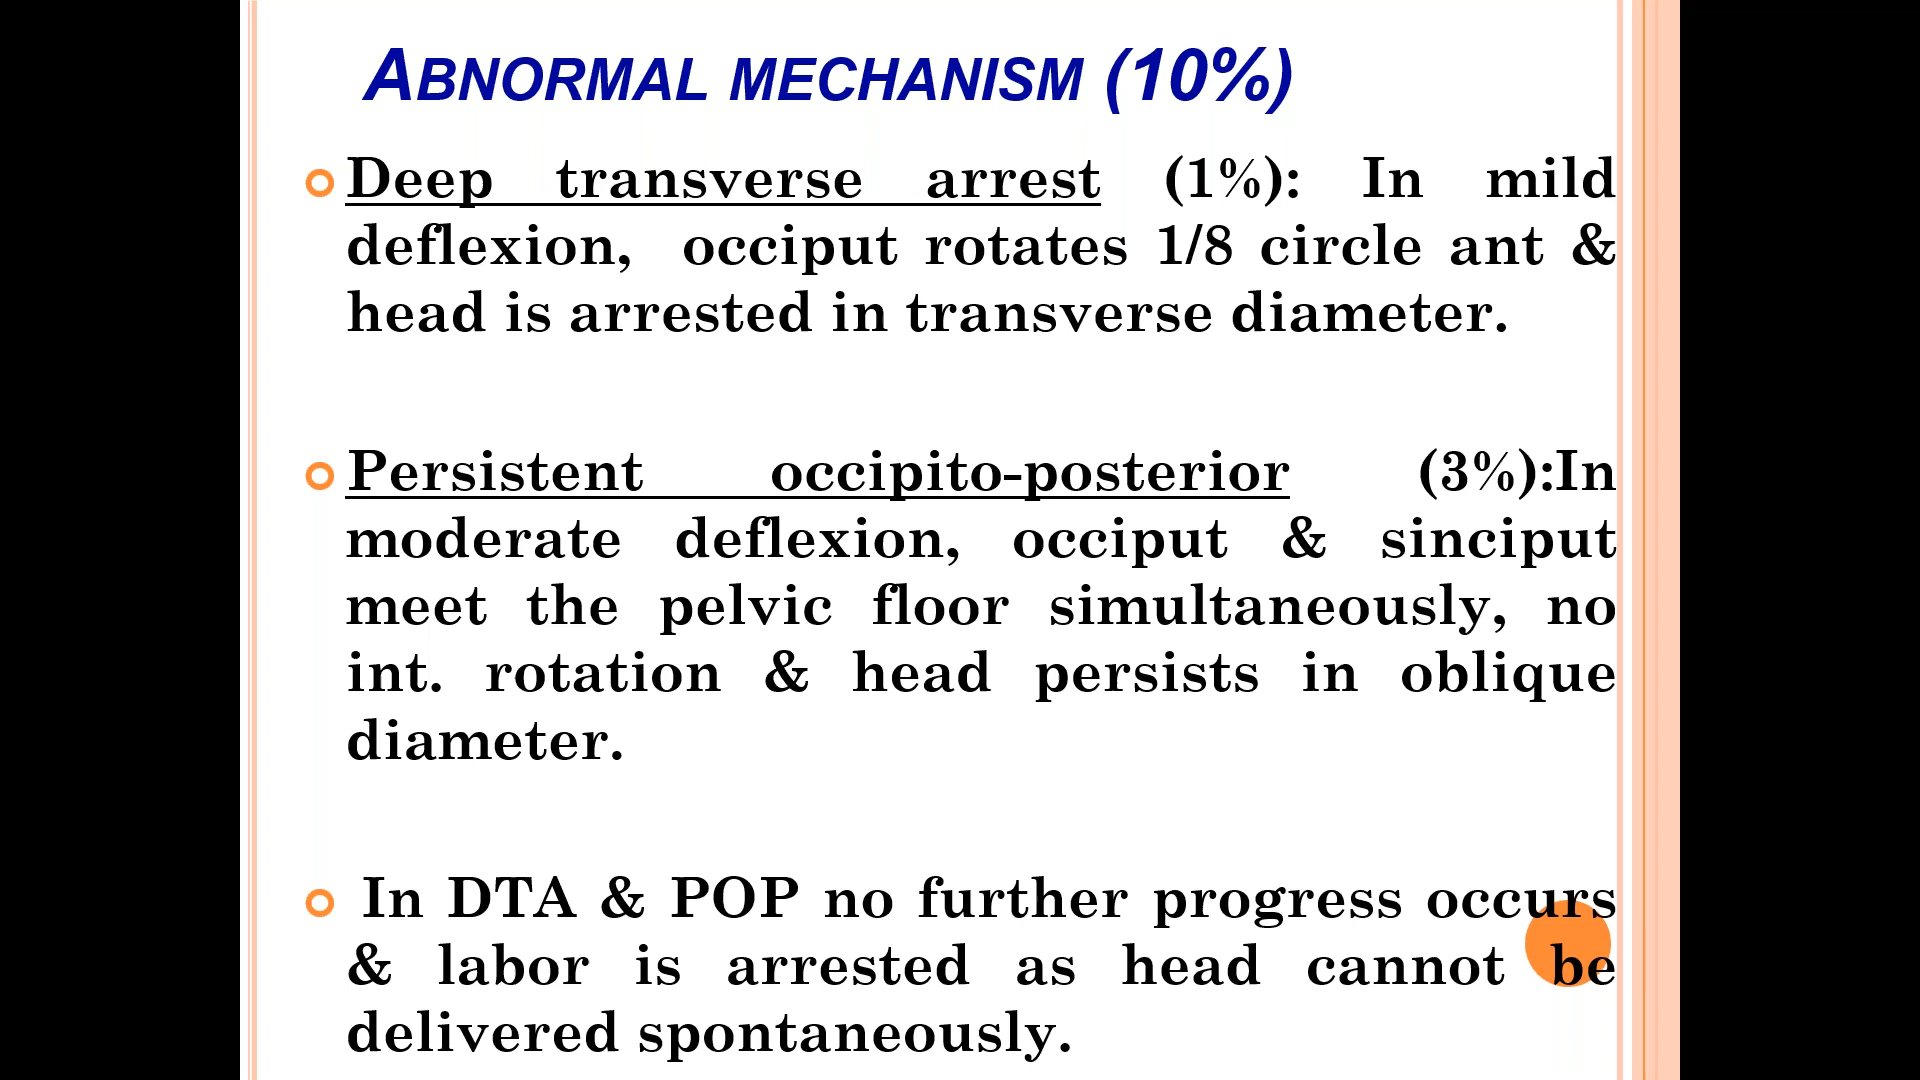 ABNORMAL MECHANISM (10%)
Deep transverse arrest (1%): In mild
deflexion, occiput rotates 1/8 circle ant &
head is arrested in transverse diameter.
Persistent occipito-posterior (3%):In
moderate deflexion, occiput & sinciput
meet the pelvic floor simultaneously, no
int. rotation & head persists in oblique
diameter.
In DTA & POP no further progress occurs
& labor is arrested as head cannot be
delivered spontaneously.